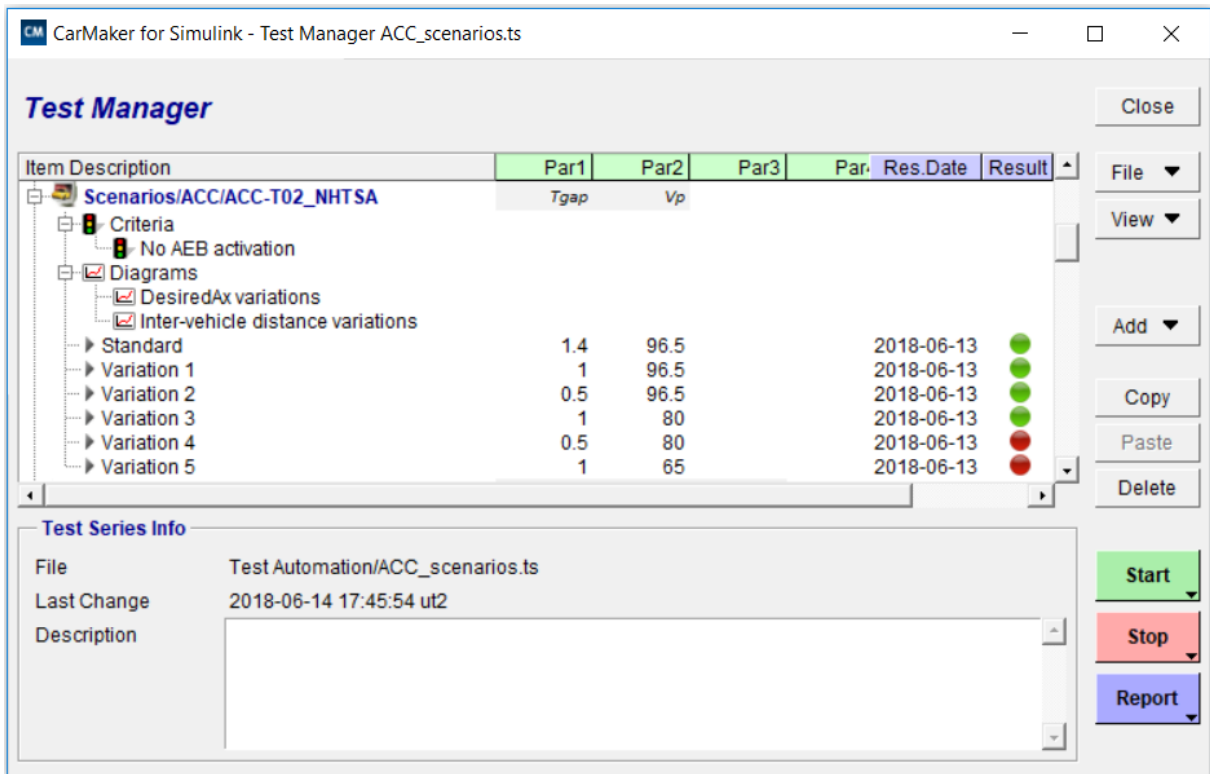 CM CarMaker for Simulink - Test Manager ACC_scenarios.ts
Test Manager
Close
Item Description Par1 Par2 Par3 Par Res.Date Result
File
Scenarios/ACC/ACC-T02_NHTSA Tgap Vp
View
Criteria
No AEB activation
Diagrams
DesiredAx variations
Inter-vehicle distance variations
Add
Standard 1.4 96.5 2018-06-13
Variation 1 1 96.5 2018-06-13
Variation 2 0.5 96.5 2018-06-13
Copy
Variation 3 1 80 2018-06-13
Variation 4 0.5 80 2018-06-13
Paste
Variation 5 1 65 2018-06-13
Delete
Test Series Info
File Test Automation/ACC_scenarios.ts
Start
Last Change 2018-06-14 17:45:54 ut2
Description
Stop
Report